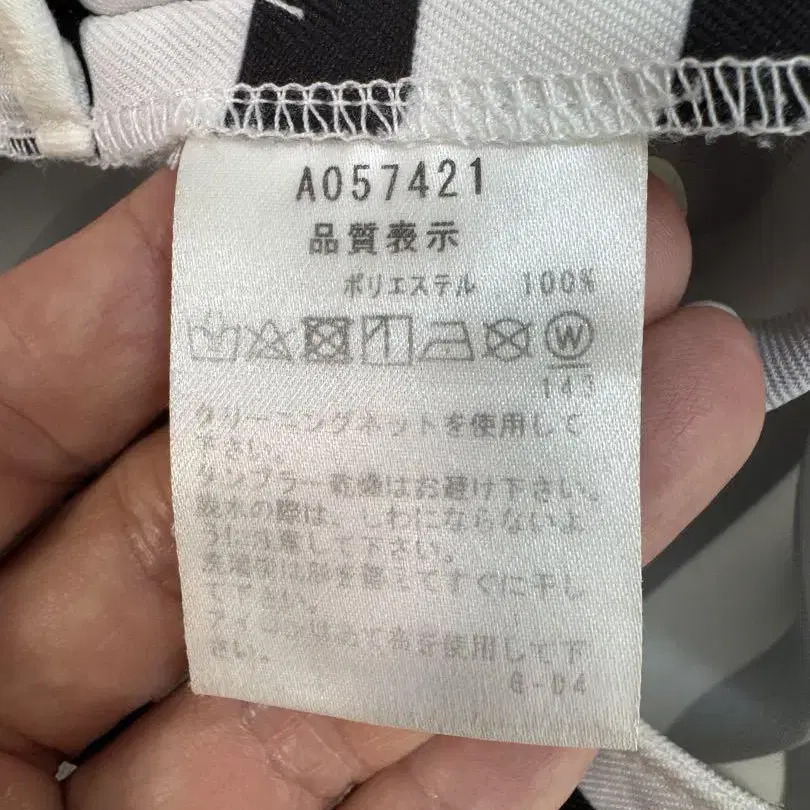 A057421
品質表示
ポリエステル 100%
W
143
クリーニングネットを使用して
下さい。
タンブラー乾燥はお避け下さい。
脱水の際は、しわにならないよ
うに注意して下さい。
洗濯後は形を整えてすぐに干し
て下さい。
アイロンはあて布を使用して下
さい。
G-04